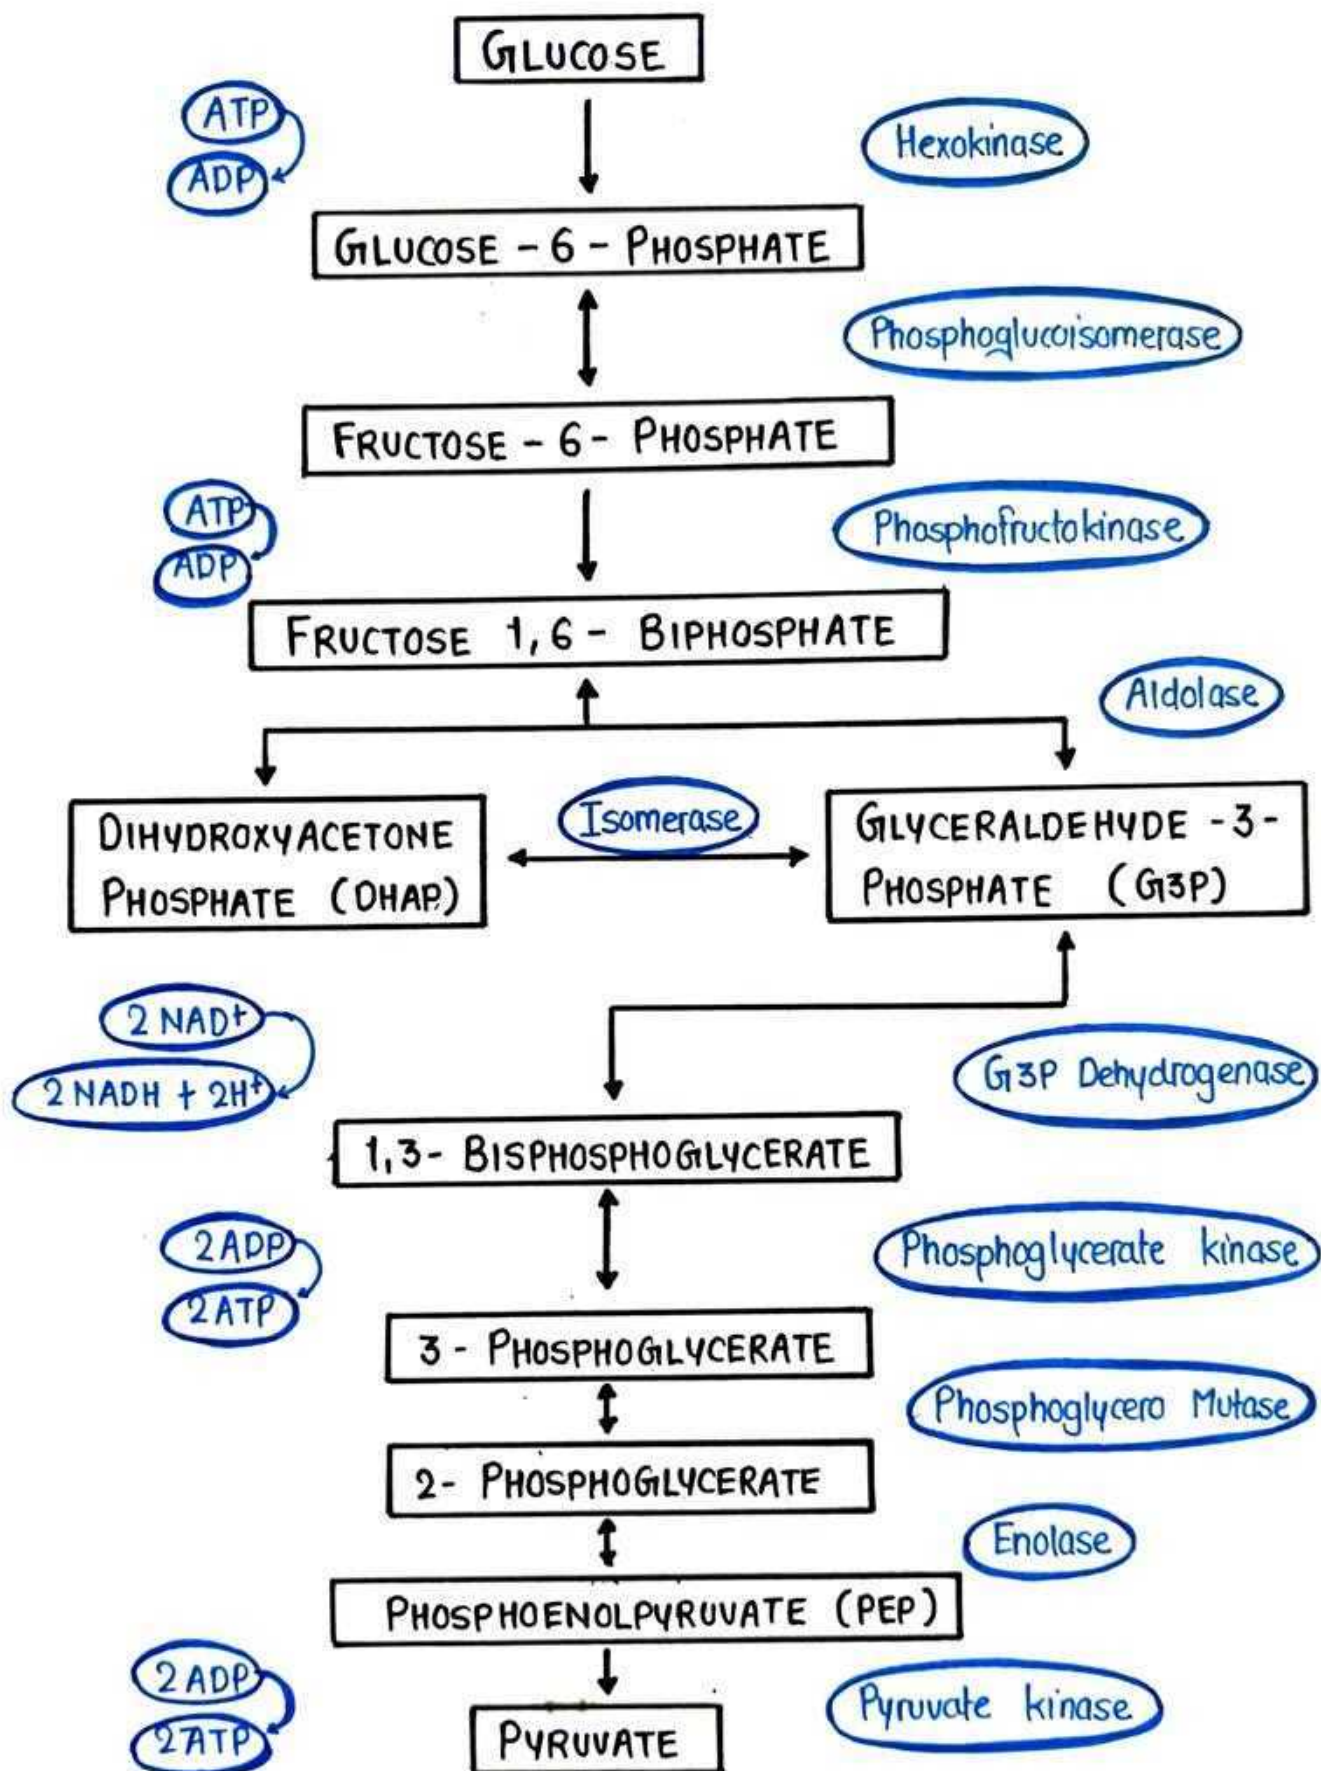 GLUCOSE
ATP
ADP
Hexokinase
GLUCOSE - 6 - PHOSPHATE
Phosphoglucoisomerase
FRUCTOSE - 6 - PHOSPHATE
ATP
ADP
Phosphofructokinase
FRUCTOSE 1,6 - BIPHOSPHATE
Aldolase
DIHYDROXYACETONE
PHOSPHATE (DHAP)
Isomerase
GLYCERALDEHYDE - 3 -
PHOSPHATE (G3P)
2 NAD+
2 NADH + 2H+
G3P Dehydrogenase
1,3 - BISPHOSPHOGLYCERATE
2ADP
2ATP
Phosphoglycerate kinase
3 - PHOSPHOGLYCERATE
Phosphoglycero Mutase
2 - PHOSPHOGLYCERATE
Enolase
PHOSPHOENOLPYRUVATE (PEP)
2ADP
2ATP
Pyruvate kinase
PYRUVATE